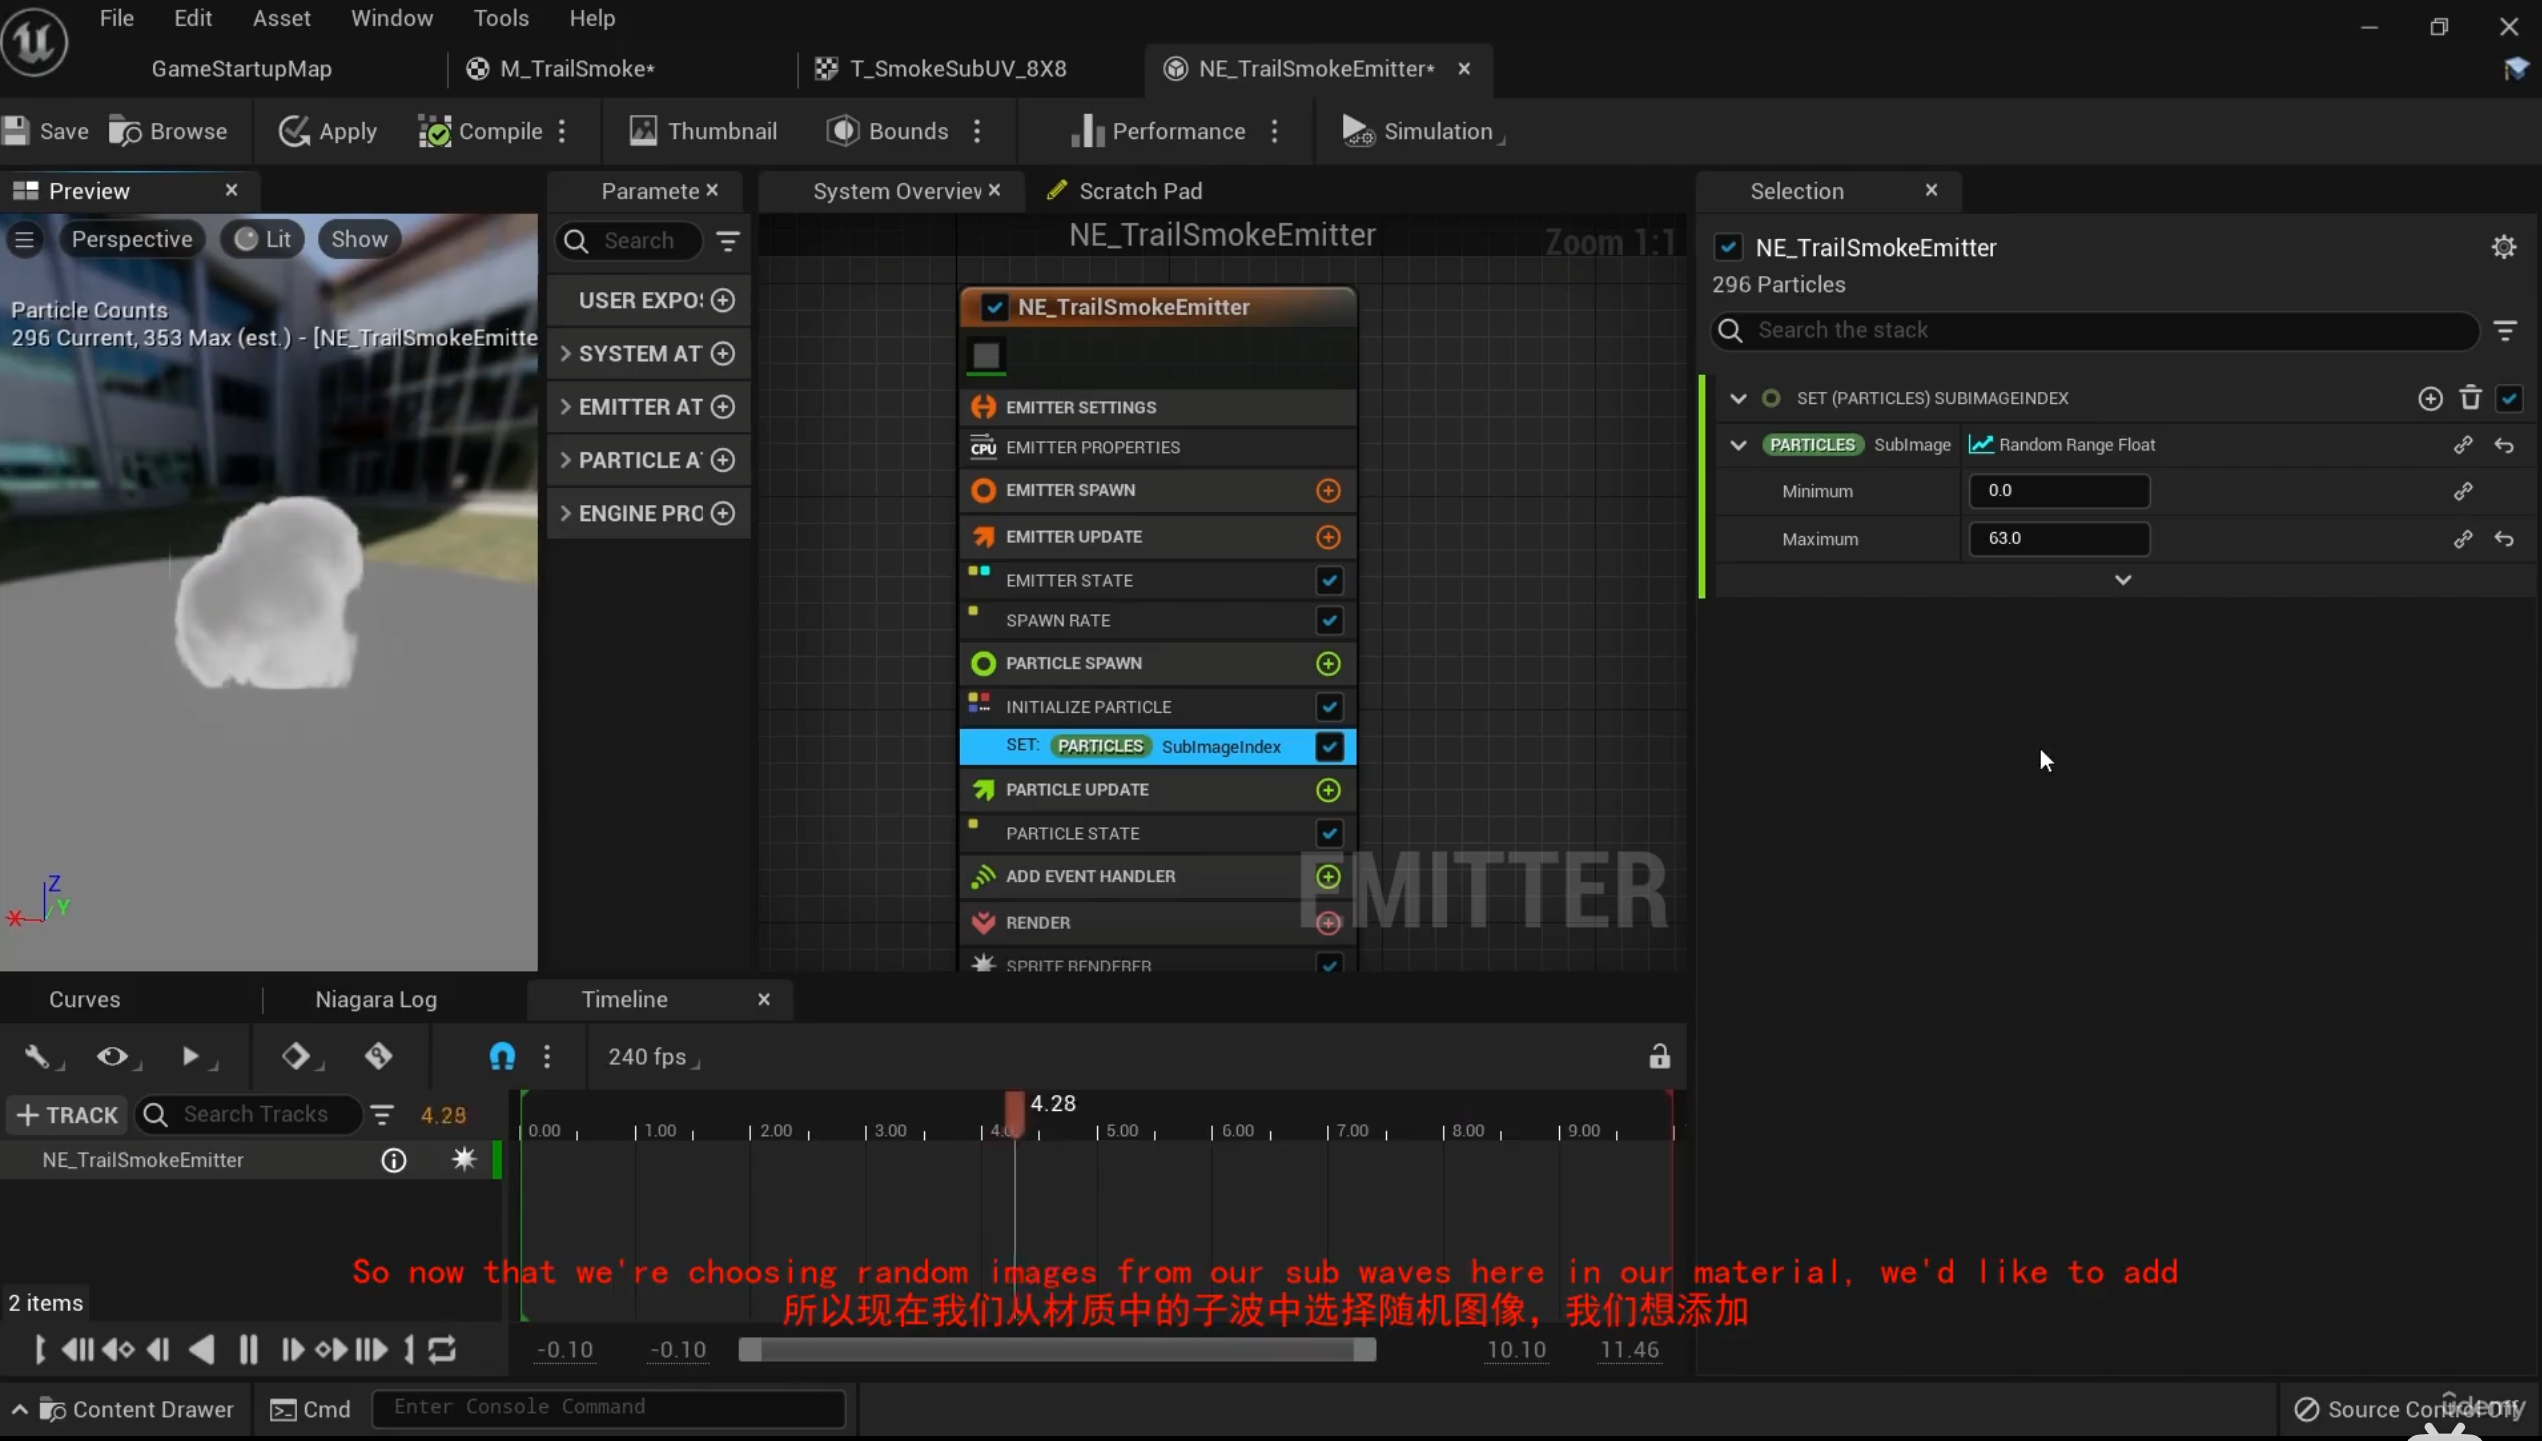 File Edit Asset Window Tools Help
GameStartupMap M_TrailSmoke* T_SmokeSubUV_8X8 NE_TrailSmokeEmitter*
Save Browse Apply Compile Thumbnail Bounds Performance Simulation
Preview Paramete System Overviev Scratch Pad Selection
Perspective Lit Show
Particle Counts
296 Current, 353 Max (est.) - [NE_TrailSmokeEmitte
Search
USER EXPO
SYSTEM AT
EMITTER AT
PARTICLE A
ENGINE PRO
NE_TrailSmokeEmitter
Zoom 1:1
NE_TrailSmokeEmitter
EMITTER SETTINGS
CPU EMITTER PROPERTIES
EMITTER SPAWN
EMITTER UPDATE
EMITTER STATE
SPAWN RATE
PARTICLE SPAWN
INITIALIZE PARTICLE
SET: PARTICLES SubImageIndex
PARTICLE UPDATE
PARTICLE STATE
ADD EVENT HANDLER
RENDER
SPRITE RENDERER
EMITTER
NE_TrailSmokeEmitter
296 Particles
Search the stack
SET (PARTICLES) SUBIMAGEINDEX
PARTICLES SubImage Random Range Float
Minimum 0.0
Maximum 63.0
Z
Y
X
Curves Niagara Log Timeline
240 fps
TRACK Search Tracks 4.28
4.28
0.00 1.00 2.00 3.00 4.0 5.00 6.00 7.00 8.00 9.00
NE_TrailSmokeEmitter
So now that we're choosing random images from our sub waves here in our material, we'd like to add
所以现在我们从材质中的子波中选择随机图像，我们想添加
2 items
-0.10 -0.10 10.10 11.46
Content Drawer Cmd Enter Console Command Source Control Off
ûdemy